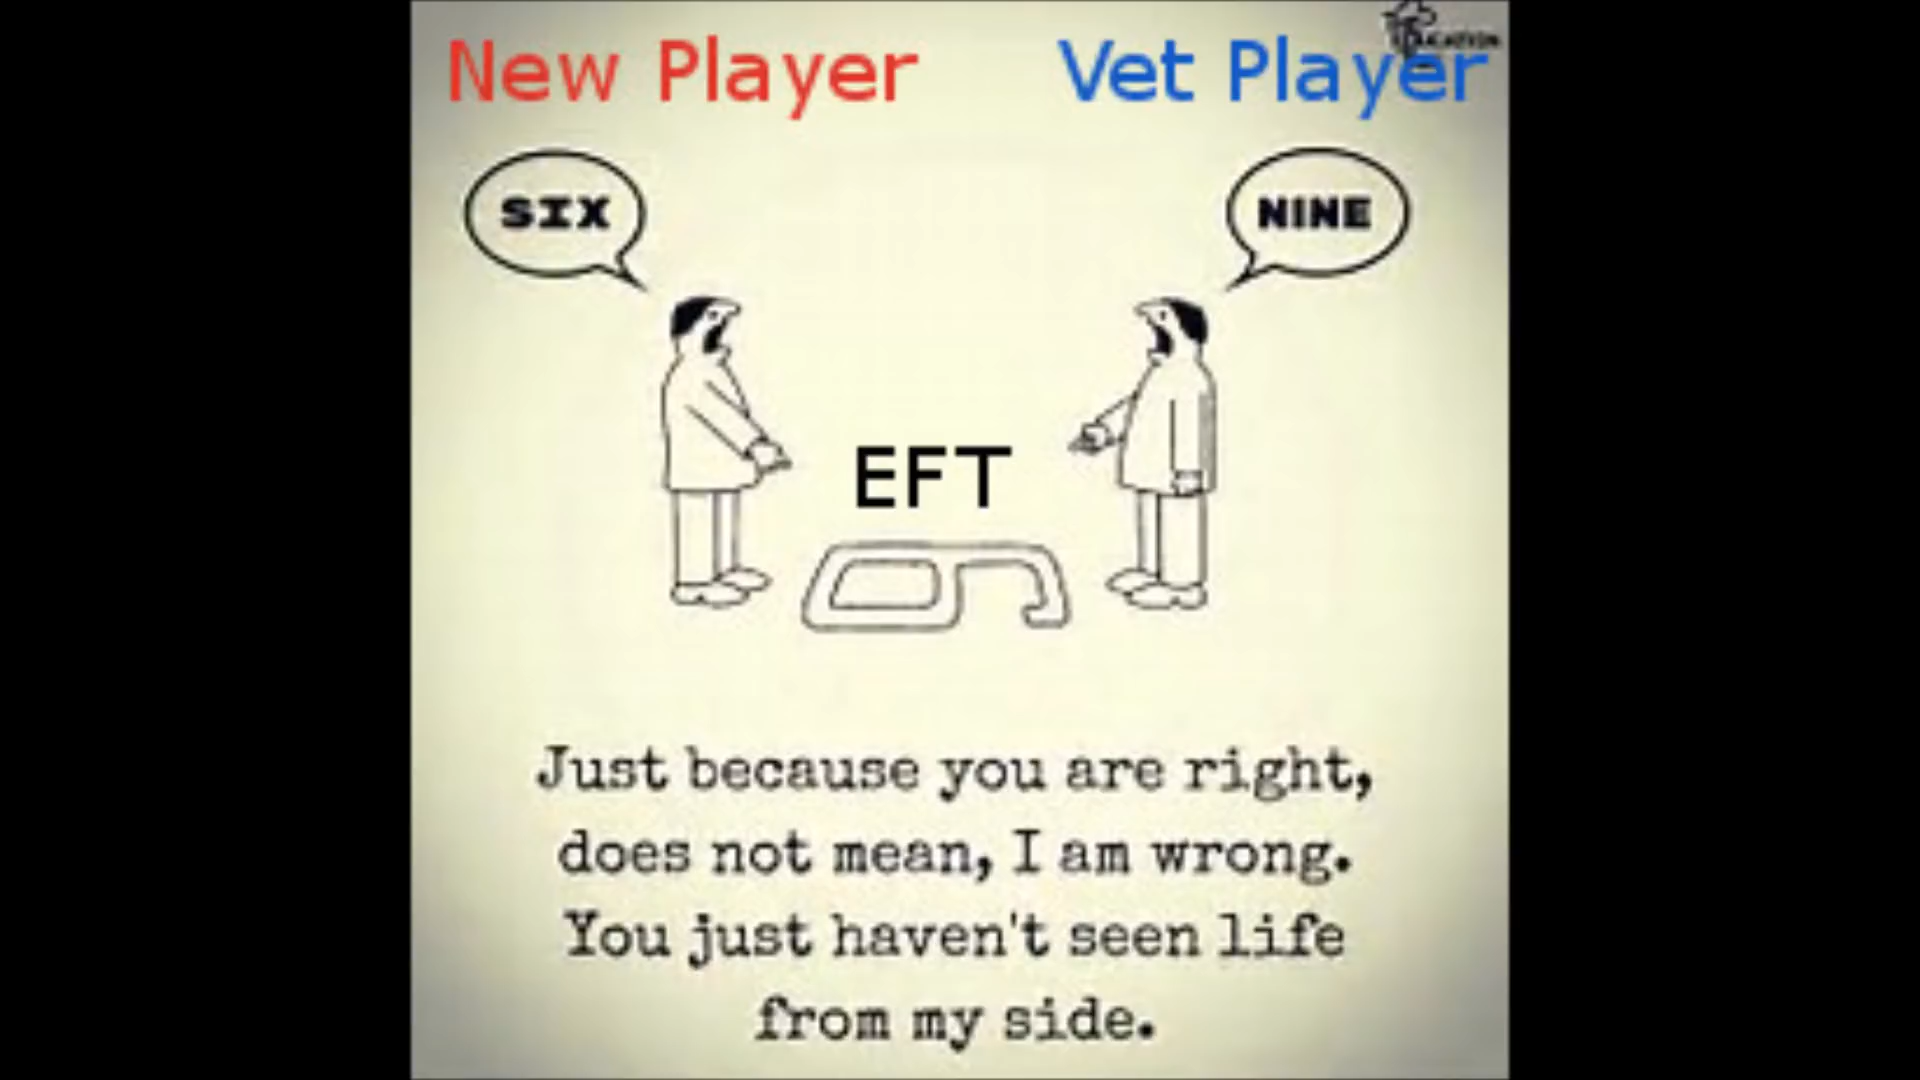 New Player
Vet Player
SIX
NINE
EFT
Just because you are right,
does not mean, I am wrong.
You just haven't seen life
from my side.